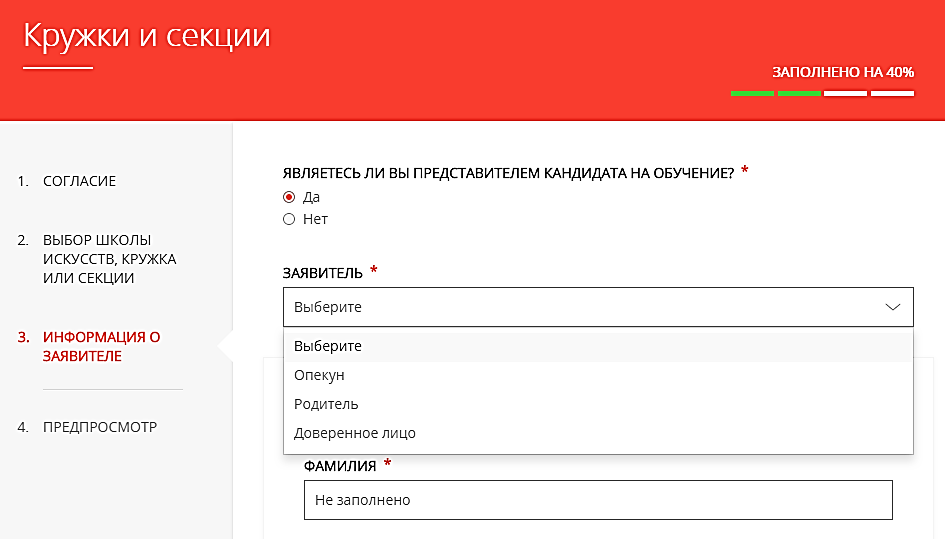 Кружки и секции
ЗАПОЛНЕНО НА 40%
1. СОГЛАСИЕ
2. ВЫБОР ШКОЛЫ
ИСКУССТВ, КРУЖКА
ИЛИ СЕКЦИИ
3. ИНФОРМАЦИЯ О
ЗАЯВИТЕЛЕ
4. ПРЕДПРОСМОТР
ЯВЛЯЕТЕСЬ ЛИ ВЫ ПРЕДСТАВИТЕЛЕМ КАНДИДАТА НА ОБУЧЕНИЕ? *
Да
Нет
ЗАЯВИТЕЛЬ *
Выберите
Выберите
Опекун
Родитель
Доверенное лицо
ФАМИЛИЯ *
Не заполнено